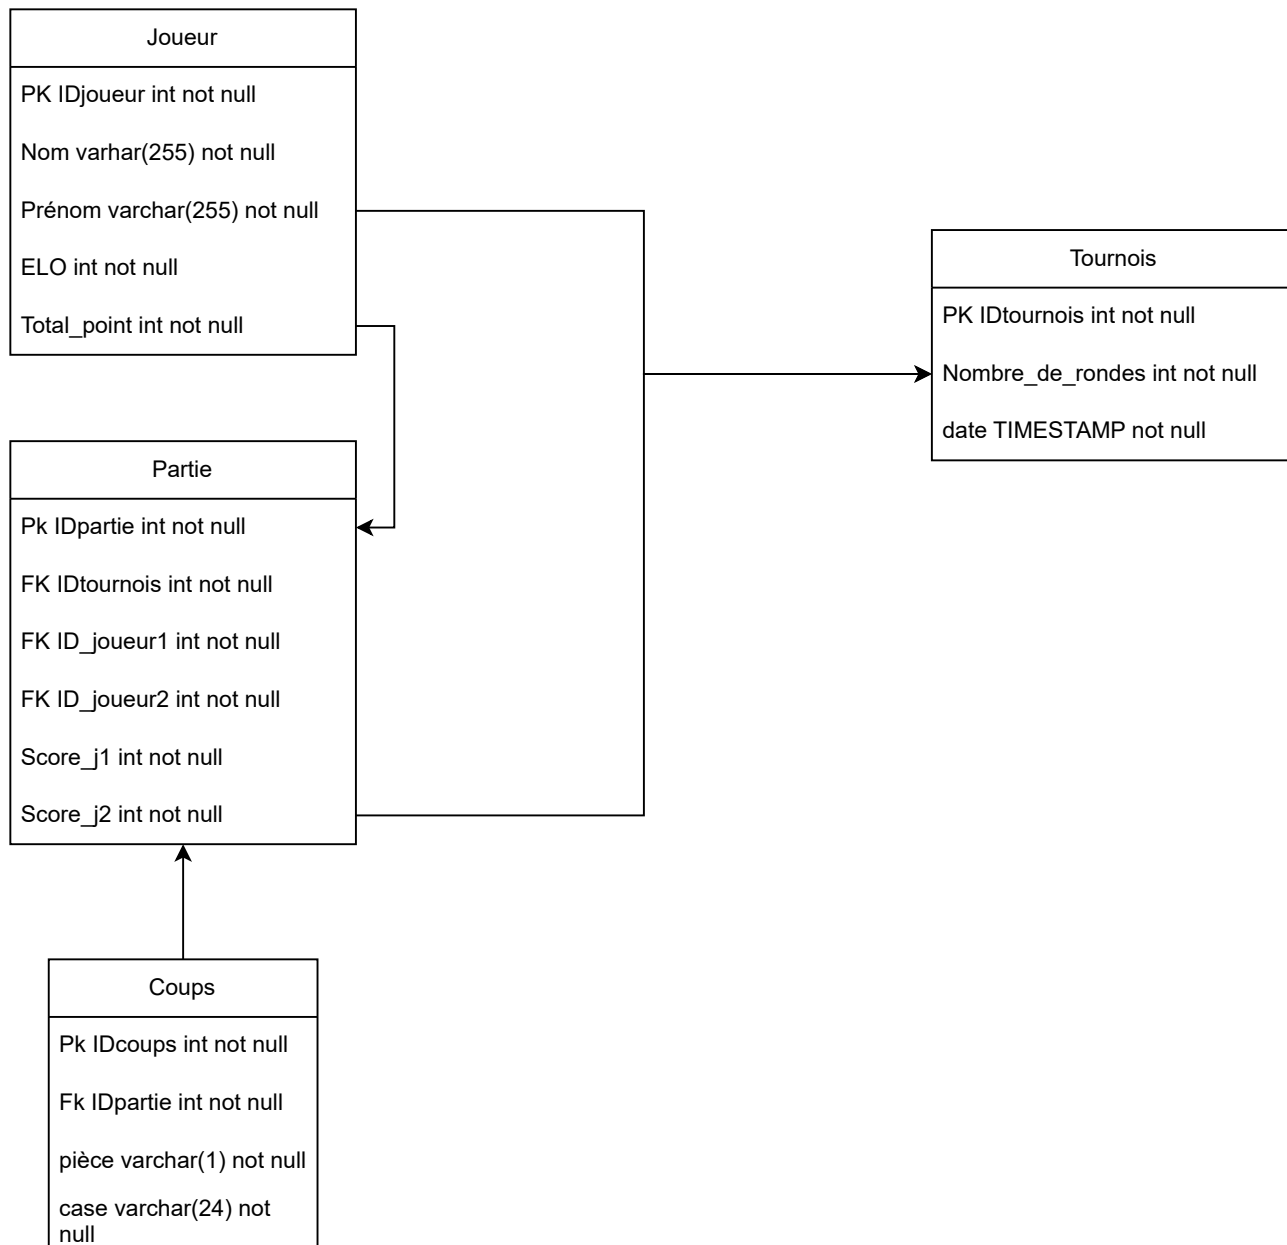 Joueur
PK IDjoueur int not null
Nom varhar(255) not null
Prénom varchar(255) not null
ELO int not null
Total_point int not null
Tournois
PK IDtournois int not null
Nombre_de_rondes int not null
date TIMESTAMP not null
Partie
Pk IDpartie int not null
FK IDtournois int not null
FK ID_joueur1 int not null
FK ID_joueur2 int not null
Score_j1 int not null
Score_j2 int not null
Coups
Pk IDcoups int not null
Fk IDpartie int not null
pièce varchar(1) not null
case varchar(24) not
null